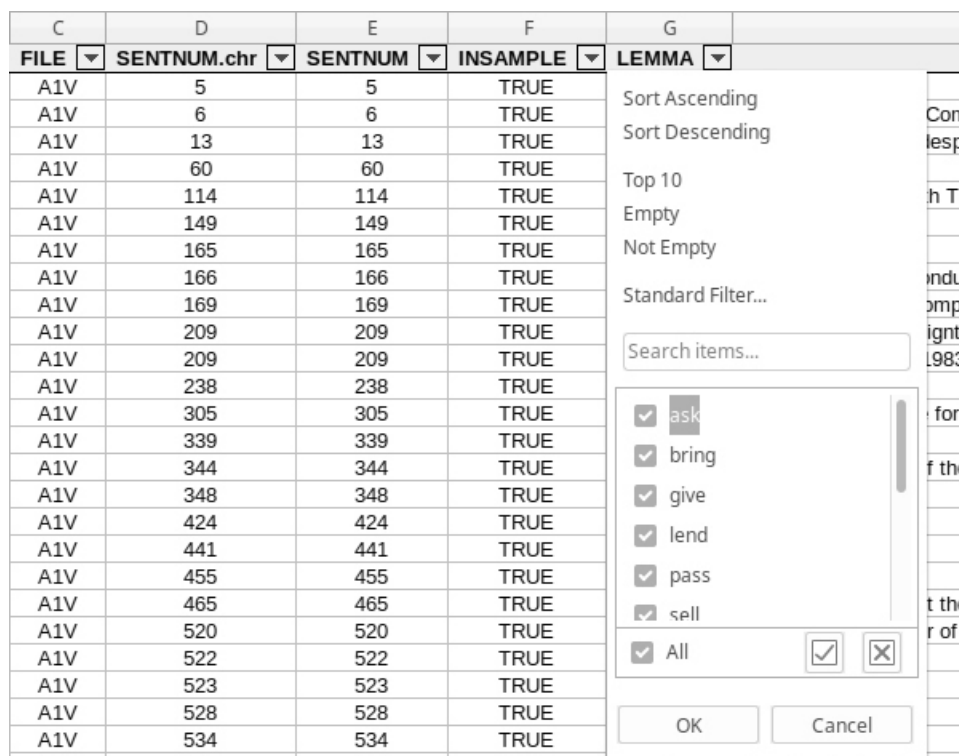 C D E F G
FILE SENTNUM.chr SENTNUM INSAMPLE LEMMA
A1V 5 5 TRUE
A1V 6 6 TRUE
A1V 13 13 TRUE
A1V 60 60 TRUE
A1V 114 114 TRUE
A1V 149 149 TRUE
A1V 165 165 TRUE
A1V 166 166 TRUE
A1V 169 169 TRUE
A1V 209 209 TRUE
A1V 209 209 TRUE
A1V 238 238 TRUE
A1V 305 305 TRUE
A1V 339 339 TRUE
A1V 344 344 TRUE
A1V 348 348 TRUE
A1V 424 424 TRUE
A1V 441 441 TRUE
A1V 455 455 TRUE
A1V 465 465 TRUE
A1V 520 520 TRUE
A1V 522 522 TRUE
A1V 523 523 TRUE
A1V 528 528 TRUE
A1V 534 534 TRUE
Sort Ascending
Sort Descending
Top 10
Empty
Not Empty
Standard Filter...
Search items...
ask
bring
give
lend
pass
sell
All
OK Cancel